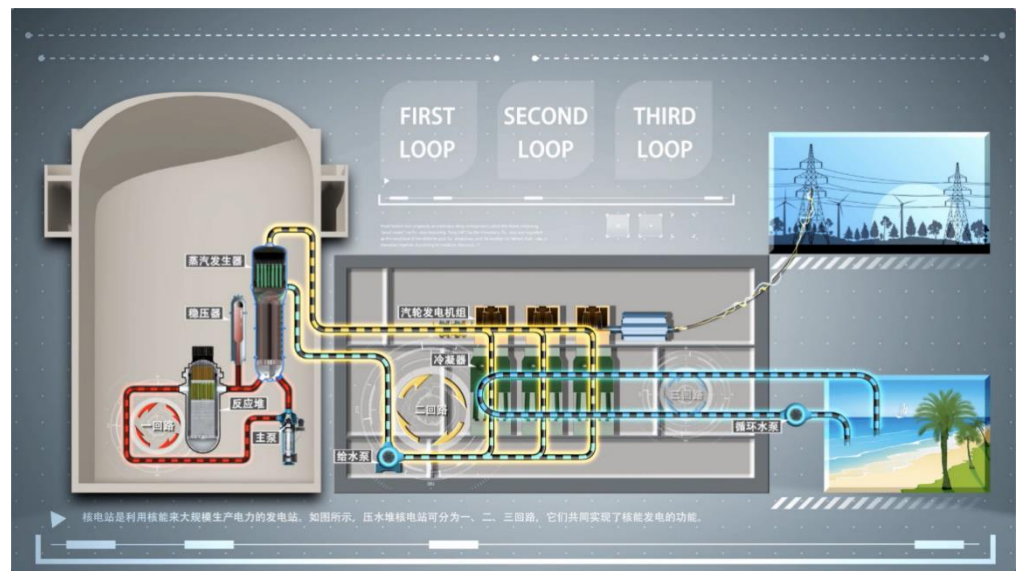 FIRST
LOOP
SECOND
LOOP
THIRD
LOOP
蒸汽发生器
稳压器
汽轮发电机组
冷凝器
反应堆
一回路
二回路
三回路
主泵
循环水泵
给水泵
核电站是利用核能来大规模生产电力的发电站。如图所示，压水堆核电站可分为一、二、三回路，它们共同实现了核能发电的功能。